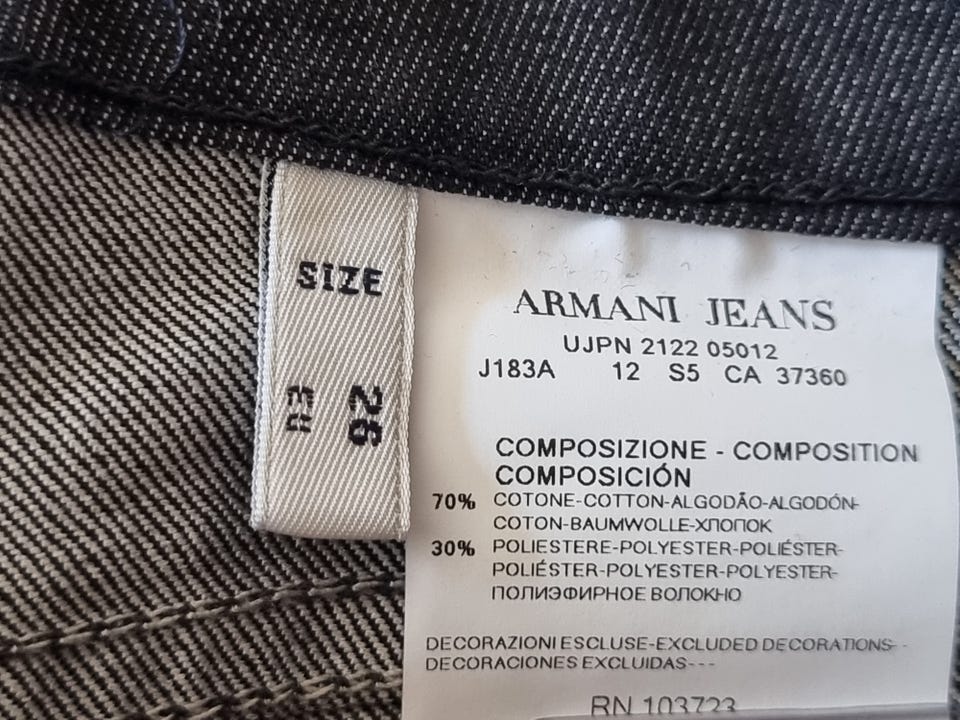 SIZE
26
ARMANI JEANS
UJPN 2122 05012
J183A 12 S5 CA 37360
COMPOSIZIONE - COMPOSITION
COMPOSICIÓN
70% COTONE-COTTON-ALGODÃO-ALGODÓN-
COTON-BAUMWOLLE-ХЛОПОК
30% POLIESTERE-POLYESTER-POLIÉSTER-
POLIÉSTER-POLYESTER-POLYESTER-
ПОЛИЭФИРНОЕ ВОЛОКНО
DECORAZIONI ESCLUSE-EXCLUDED DECORATIONS--
DECORACIONES EXCLUIDAS---
RN 103723